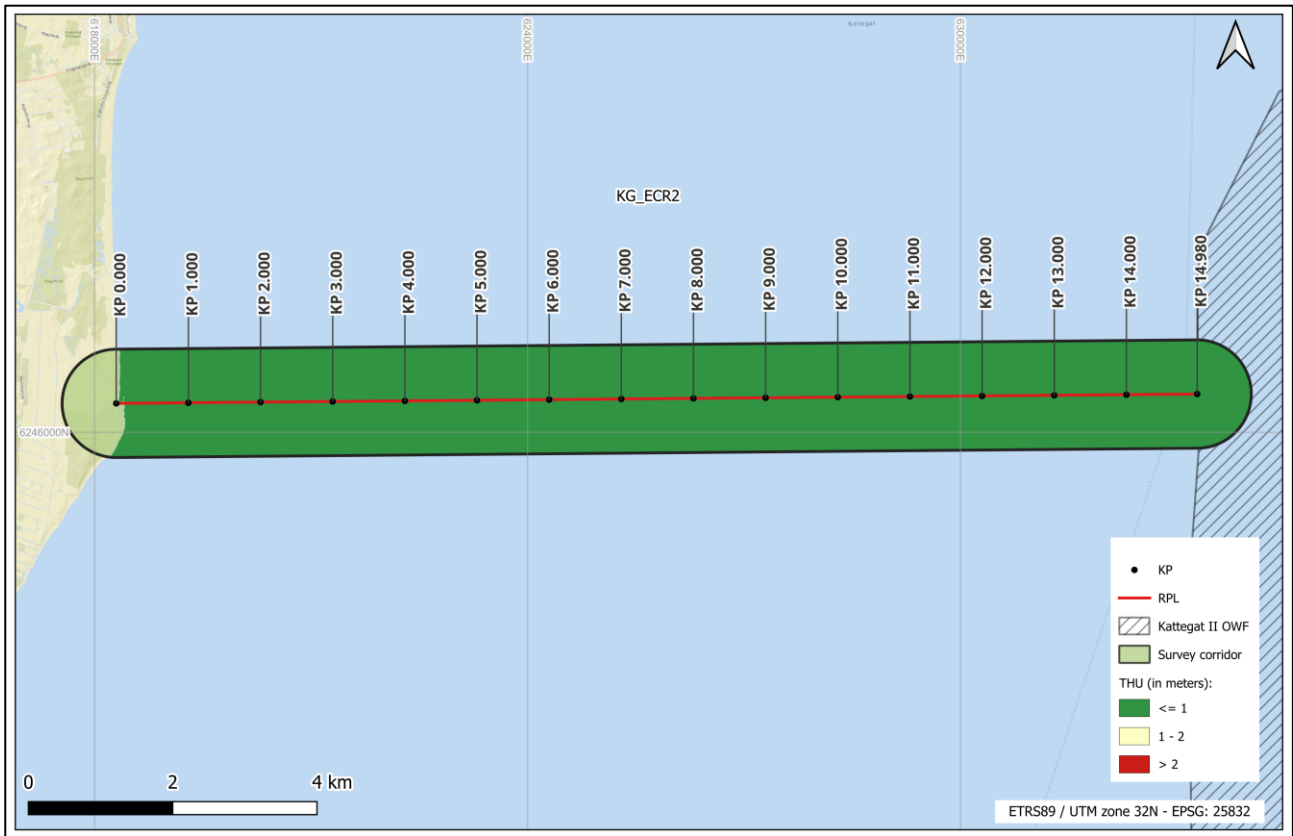 618000E
624000E
630000E
Kattegat
KG_ECR2
KP 0.000
KP 1.000
KP 2.000
KP 3.000
KP 4.000
KP 5.000
KP 6.000
KP 7.000
KP 8.000
KP 9.000
KP 10.000
KP 11.000
KP 12.000
KP 13.000
KP 14.000
KP 14.980
6246000N
KP
RPL
Kattegat II OWF
Survey corridor
THU (in meters):
<= 1
1 - 2
> 2
0 2 4 km
ETRS89 / UTM zone 32N - EPSG: 25832